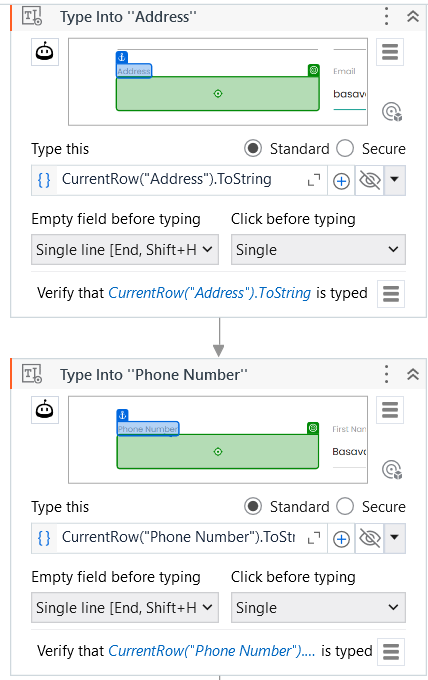 Type Into "Address"
Address
Email
basava
Type this
Standard
Secure
{} CurrentRow("Address").ToString
Empty field before typing
Click before typing
Single line [End, Shift+H
Single
Verify that CurrentRow("Address").ToString is typed
Type Into "Phone Number"
Phone Number
First Nam
Basava
Type this
Standard
Secure
{} CurrentRow("Phone Number").ToStr
Empty field before typing
Click before typing
Single line [End, Shift+H
Single
Verify that CurrentRow("Phone Number").... is typed